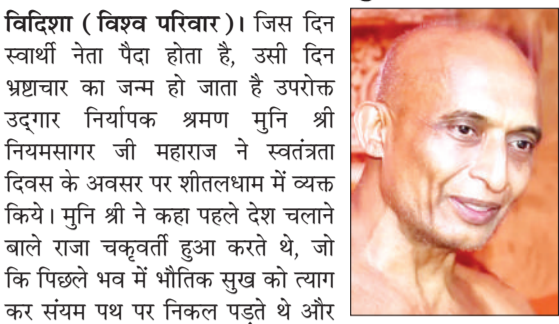 विदिशा ( विश्व परिवार )। जिस दिन
स्वार्थी नेता पैदा होता है, उसी दिन
भ्रष्टाचार का जन्म हो जाता है उपरोक्त
उद्‌गार निर्यापक श्रमण मुनि श्री
नियमसागर जी महाराज ने स्वतंत्रता
दिवस के अवसर पर शीतलधाम में व्यक्त
किये। मुनि श्री ने कहा पहले देश चलाने
बाले राजा चकृवर्ती हुआ करते थे, जो
कि पिछले भव में भौतिक सुख को त्याग
कर संयम पथ पर निकल पड़ते थे और